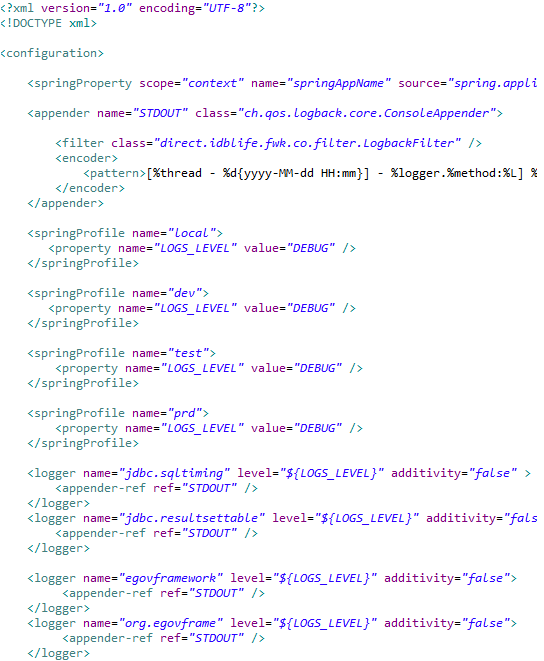 <?xml version="1.0" encoding="UTF-8"?>
<!DOCTYPE xml>
<configuration>
<springProperty scope="context" name="springAppName" source="spring.appli
<appender name="STDOUT" class="ch.qos.logback.core.ConsoleAppender">
<filter class="direct.idblife.fwk.co.filter.LogbackFilter" />
<encoder>
<pattern>[%thread - %d{yyyy-MM-dd HH:mm}] - %logger.%method:%L] %
</encoder>
</appender>
<springProfile name="local">
<property name="LOGS_LEVEL" value="DEBUG" />
</springProfile>
<springProfile name="dev">
<property name="LOGS_LEVEL" value="DEBUG" />
</springProfile>
<springProfile name="test">
<property name="LOGS_LEVEL" value="DEBUG" />
</springProfile>
<springProfile name="prd">
<property name="LOGS_LEVEL" value="DEBUG" />
</springProfile>
<logger name="jdbc.sqltiming" level="${LOGS_LEVEL}" additivity="false" >
<appender-ref ref="STDOUT" />
</logger>
<logger name="jdbc.resultsettable" level="${LOGS_LEVEL}" additivity="fals
<appender-ref ref="STDOUT" />
</logger>
<logger name="egovframework" level="${LOGS_LEVEL}" additivity="false">
<appender-ref ref="STDOUT" />
</logger>
<logger name="org.egovframe" level="${LOGS_LEVEL}" additivity="false">
<appender-ref ref="STDOUT" />
</logger>